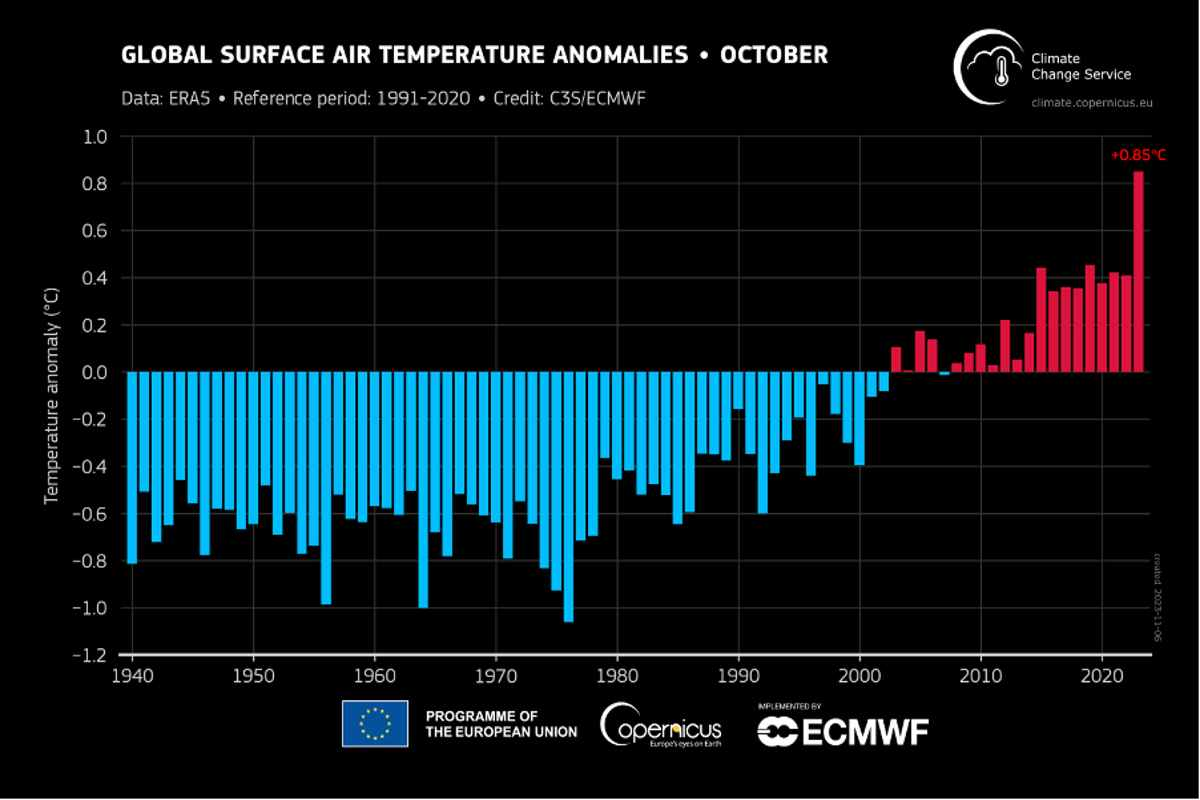 GLOBAL SURFACE AIR TEMPERATURE ANOMALIES • OCTOBER
Data: ERA5 • Reference period: 1991-2020 • Credit: C3S/ECMWF
Climate
Change Service
climate.copernicus.eu
+0.85°C
Temperature anomaly (°C)
1.0
0.8
0.6
0.4
0.2
0.0
−0.2
−0.4
−0.6
−0.8
−1.0
−1.2
1940 1950 1960 1970 1980 1990 2000 2010 2020
created 2023-11-06
PROGRAMME OF
THE EUROPEAN UNION
Copernicus
Europe's eyes on Earth
IMPLEMENTED BY
ECMWF